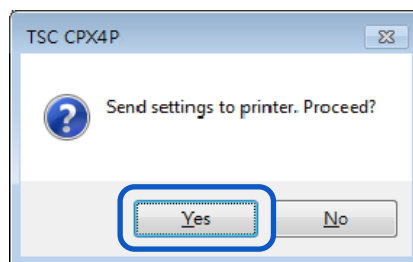 TSC CPX4P
Send settings to printer. Proceed?
Yes
No